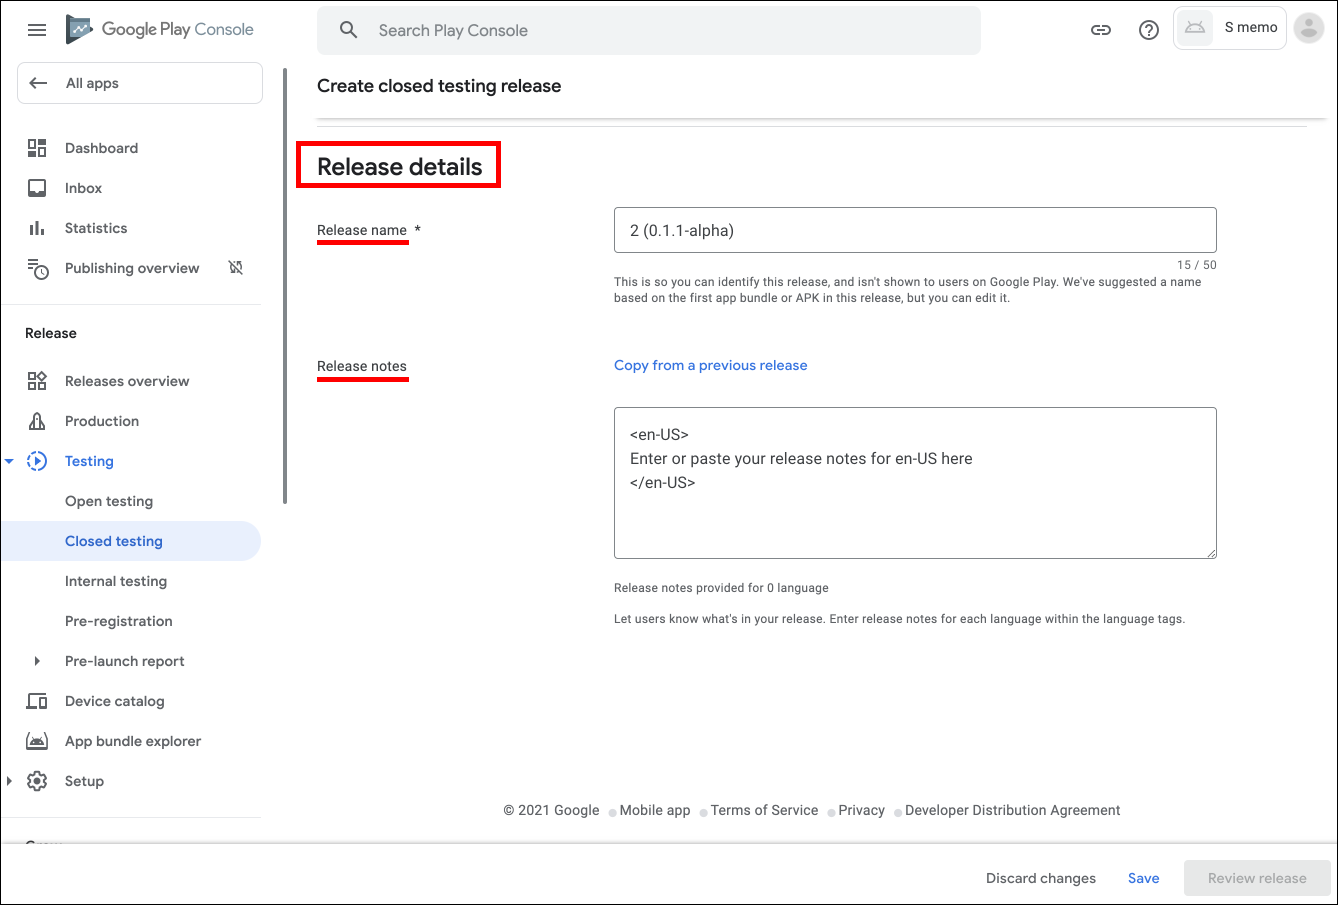 Google Play Console
Search Play Console
S memo
All apps
Create closed testing release
Dashboard
Inbox
Statistics
Publishing overview
Release
Releases overview
Production
Testing
Open testing
Closed testing
Internal testing
Pre-registration
Pre-launch report
Device catalog
App bundle explorer
Setup
Release details
Release name *
2 (0.1.1-alpha)
15 / 50
This is so you can identify this release, and isn't shown to users on Google Play. We've suggested a name
based on the first app bundle or APK in this release, but you can edit it.
Release notes
Copy from a previous release
<en-US>
Enter or paste your release notes for en-US here
</en-US>
Release notes provided for 0 language
Let users know what's in your release. Enter release notes for each language within the language tags.
© 2021 Google Mobile app Terms of Service Privacy Developer Distribution Agreement
Discard changes Save Review release